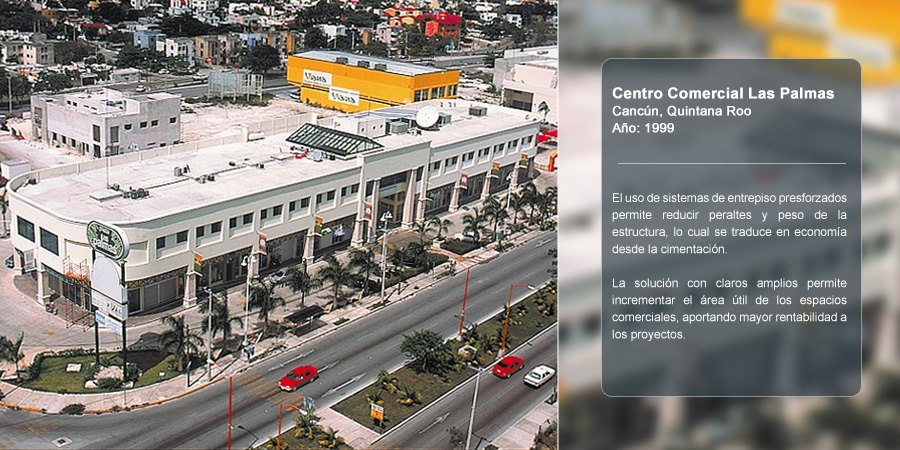 Centro Comercial Las Palmas
Cancún, Quintana Roo
Año: 1999
El uso de sistemas de entrepiso presforzados
permite reducir peraltes y peso de la
estructura, lo cual se traduce en economía
desde la cimentación.
La solución con claros amplios permite
incrementar el área útil de los espacios
comerciales, aportando mayor rentabilidad a
los proyectos.